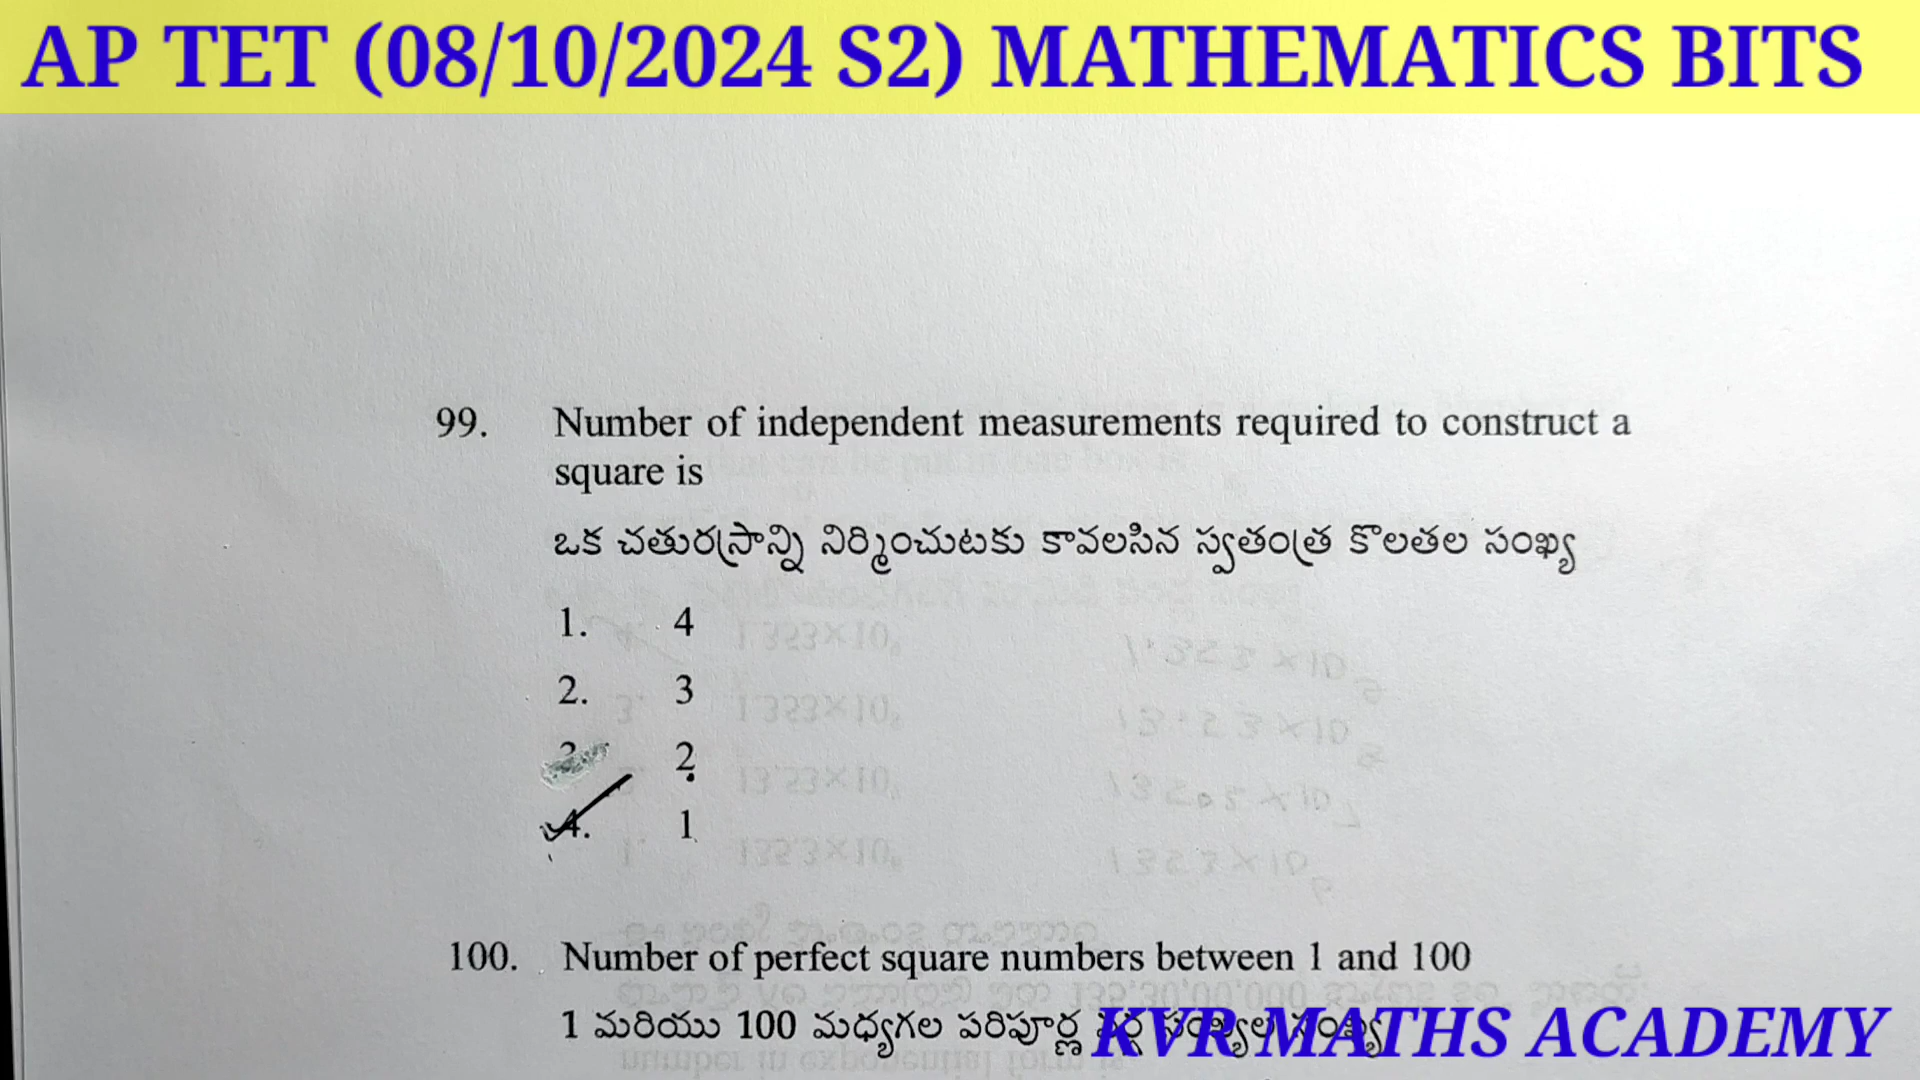 AP TET (08/10/2024 S2) MATHEMATICS BITS
99. Number of independent measurements required to construct a
square is
ఒక చతురస్రాన్ని నిర్మించుటకు కావలసిన స్వతంత్ర కొలతల సంఖ్య
1. 4
2. 3
2
4. 1
100. Number of perfect square numbers between 1 and 100
1 మరియు 100 మధ్యగల పరిపూర్ణ
KVR MATHS ACADEMY